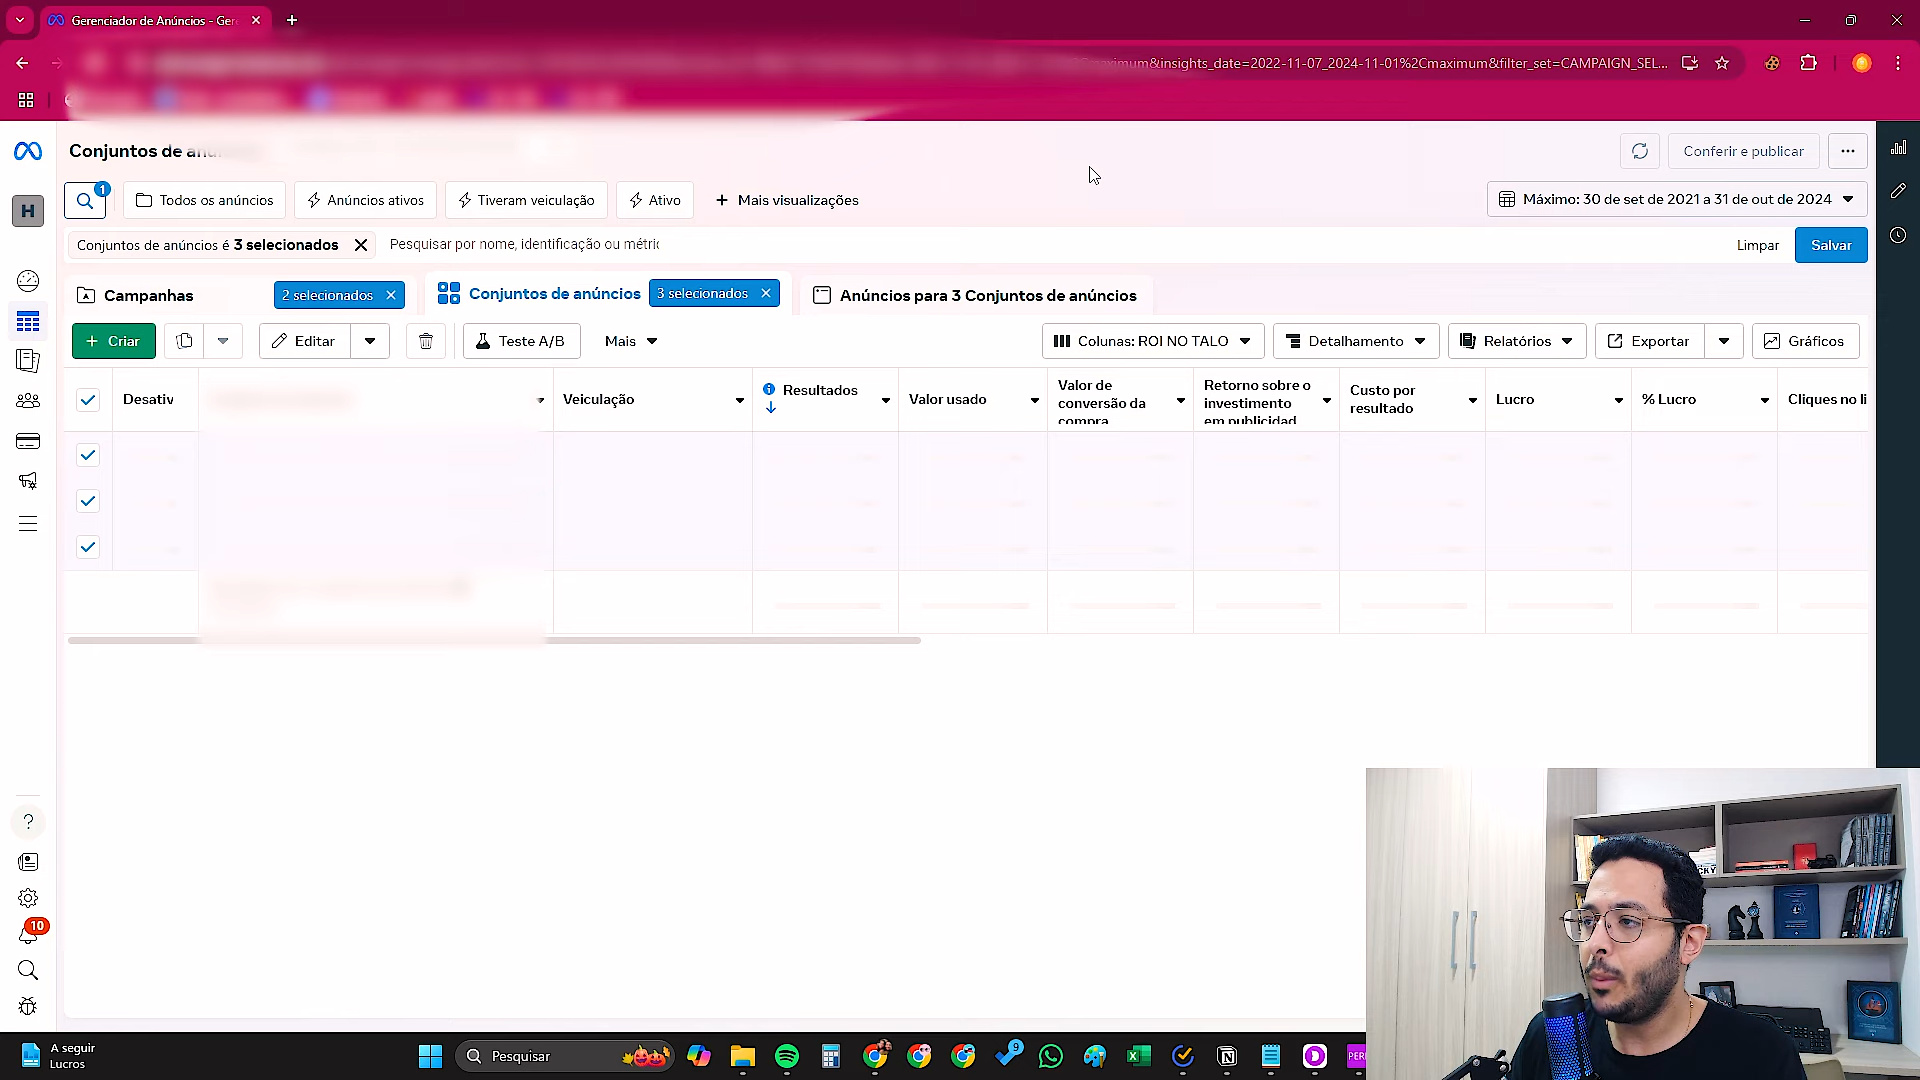 Gerenciador de Anúncios - Ger
maximum&insights_date=2022-11-07_2024-11-01%2Cmaximum&filter_set=CAMPAIGN_SEL...
Conjuntos de
Conferir e publicar
H
1
Todos os anúncios
Anúncios ativos
Tiveram veiculação
Ativo
+ Mais visualizações
Máximo: 30 de set de 2021 a 31 de out de 2024
Conjuntos de anúncios é 3 selecionados
Pesquisar por nome, identificação ou métric
Limpar
Salvar
Campanhas
2 selecionados
Conjuntos de anúncios
3 selecionados
Anúncios para 3 Conjuntos de anúncios
+ Criar
Editar
Teste A/B
Mais
Colunas: ROI NO TALO
Detalhamento
Relatórios
Exportar
Gráficos
Desativ
Veiculação
Resultados
Valor usado
Valor de
conversão da
compra
Retorno sobre o
investimento
em publicidad
Custo por
resultado
Lucro
% Lucro
Cliques no li
10
A seguir
Lucros
Pesquisar
9
PERI